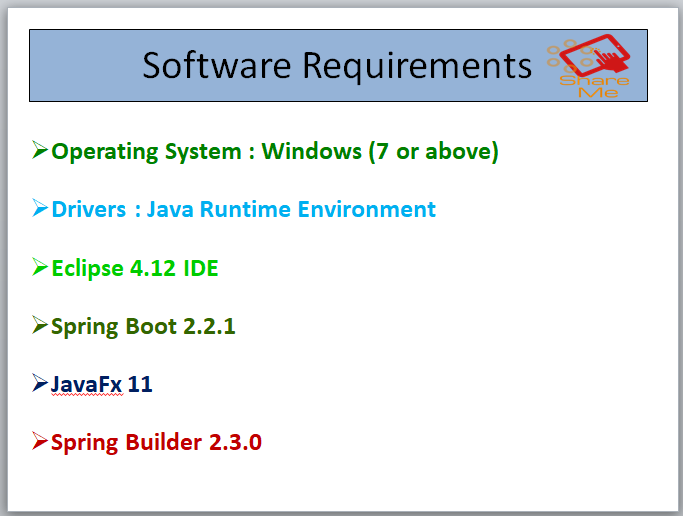 Software Requirements
Share
Me
Operating System : Windows (7 or above)
Drivers : Java Runtime Environment
Eclipse 4.12 IDE
Spring Boot 2.2.1
JavaFx 11
Spring Builder 2.3.0